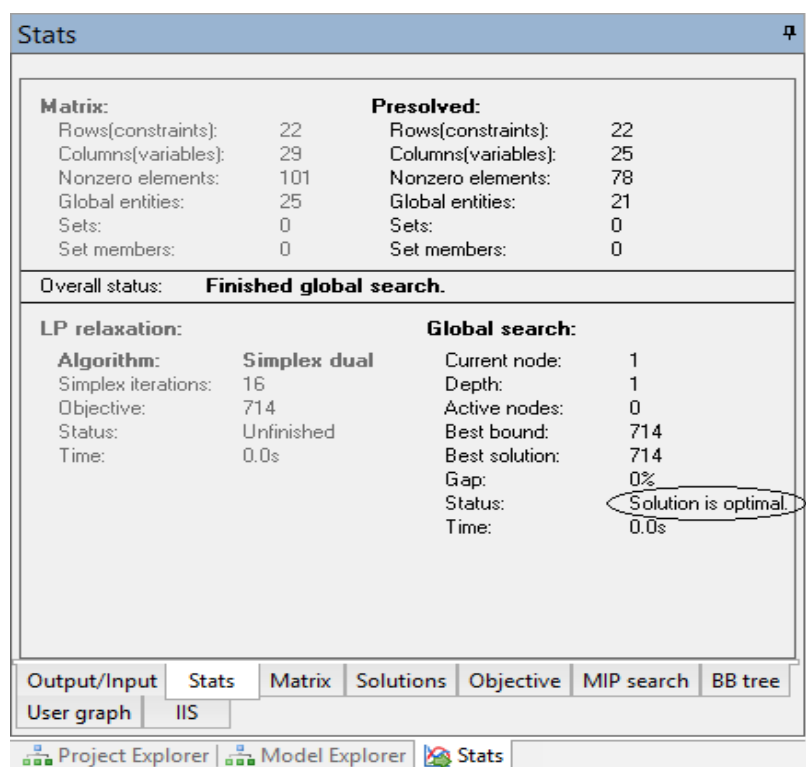 Stats
Matrix: Presolved:
Rows(constraints): 22 Rows(constraints): 22
Columns(variables): 29 Columns(variables): 25
Nonzero elements: 101 Nonzero elements: 78
Global entities: 25 Global entities: 21
Sets: 0 Sets: 0
Set members: 0 Set members: 0
Overall status: Finished global search.
LP relaxation: Global search:
Algorithm: Simplex dual Current node: 1
Simplex iterations: 16 Depth: 1
Objective: 714 Active nodes: 0
Status: Unfinished Best bound: 714
Time: 0.0s Best solution: 714
Gap: 0%
Status: Solution is optimal.
Time: 0.0s
Output/Input Stats Matrix Solutions Objective MIP search BB tree
User graph IIS
Project Explorer Model Explorer Stats